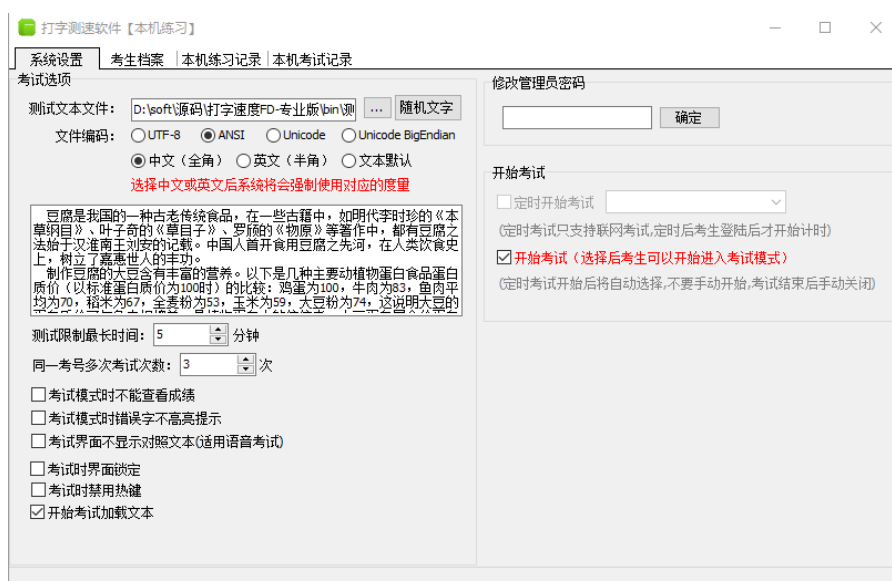 打字测速软件【本机练习】
系统设置 考生档案 本机练习记录 本机考试记录
考试选项
测试文本文件： D:\soft\源码\打字速度FD-专业版\bin\测 ... 随机文字
文件编码： UTF-8 ANSI Unicode Unicode BigEndian
中文（全角） 英文（半角） 文本默认
选择中文或英文后系统将会强制使用对应的度量
豆腐是我国的一种古老传统食品，在一些古籍中，如明代李时珍的《本
草纲目》、叶子奇的《草目子》、罗颀的《物原》等著作中，都有豆腐之
法始于汉淮南王刘安的记载。中国人首开食用豆腐之先河，在人类饮食史
上，树立了嘉惠世人的丰功。
制作豆腐的大豆含有丰富的营养。以下是几种主要动植物蛋白食品蛋白
质价（以标准蛋白质价为100时）的比较：鸡蛋为100，牛肉为83，鱼肉平
均为70，稻米为67，全麦粉为53，玉米为59，大豆粉为74，这说明大豆的
测试限制最长时间： 5 分钟
同一考号多次考试次数： 3 次
考试模式时不能查看成绩
考试模式时错误字不高亮提示
考试界面不显示对照文本(适用语音考试)
考试时界面锁定
考试时禁用热键
开始考试加载文本
修改管理员密码
确定
开始考试
定时开始考试
(定时考试只支持联网考试,定时后考生登陆后才开始计时)
开始考试（选择后考生可以开始进入考试模式）
(定时考试开始后将自动选择,不要手动开始,考试结束后手动关闭)